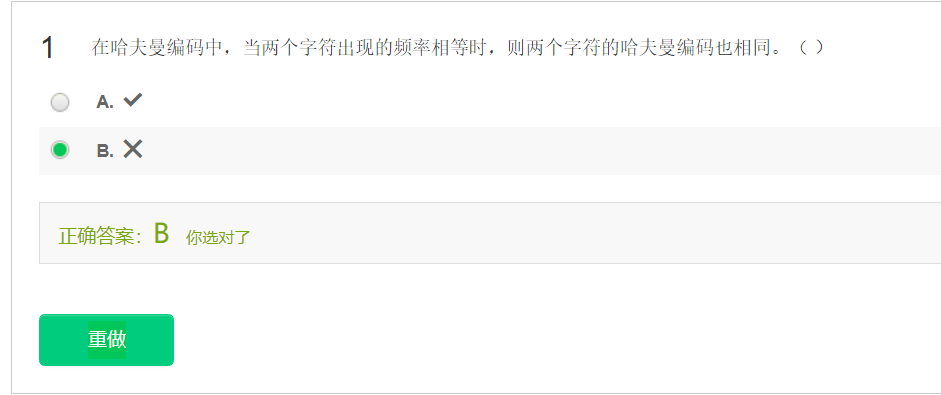 1 在哈夫曼编码中，当两个字符出现的频率相等时，则两个字符的哈夫曼编码也相同。（ ）
A. ✔
B. ✕
正确答案： B 你选对了
重做